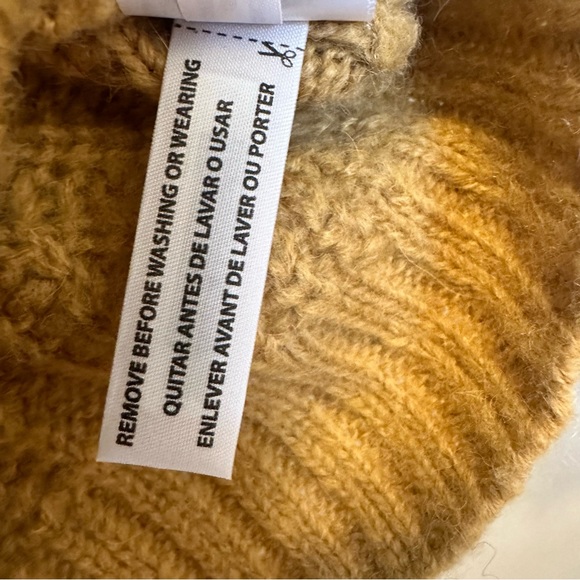 REMOVE BEFORE WASHING OR WEARING
QUITAR ANTES DE LAVAR O USAR
ENLEVER AVANT DE LAVER OU PORTER